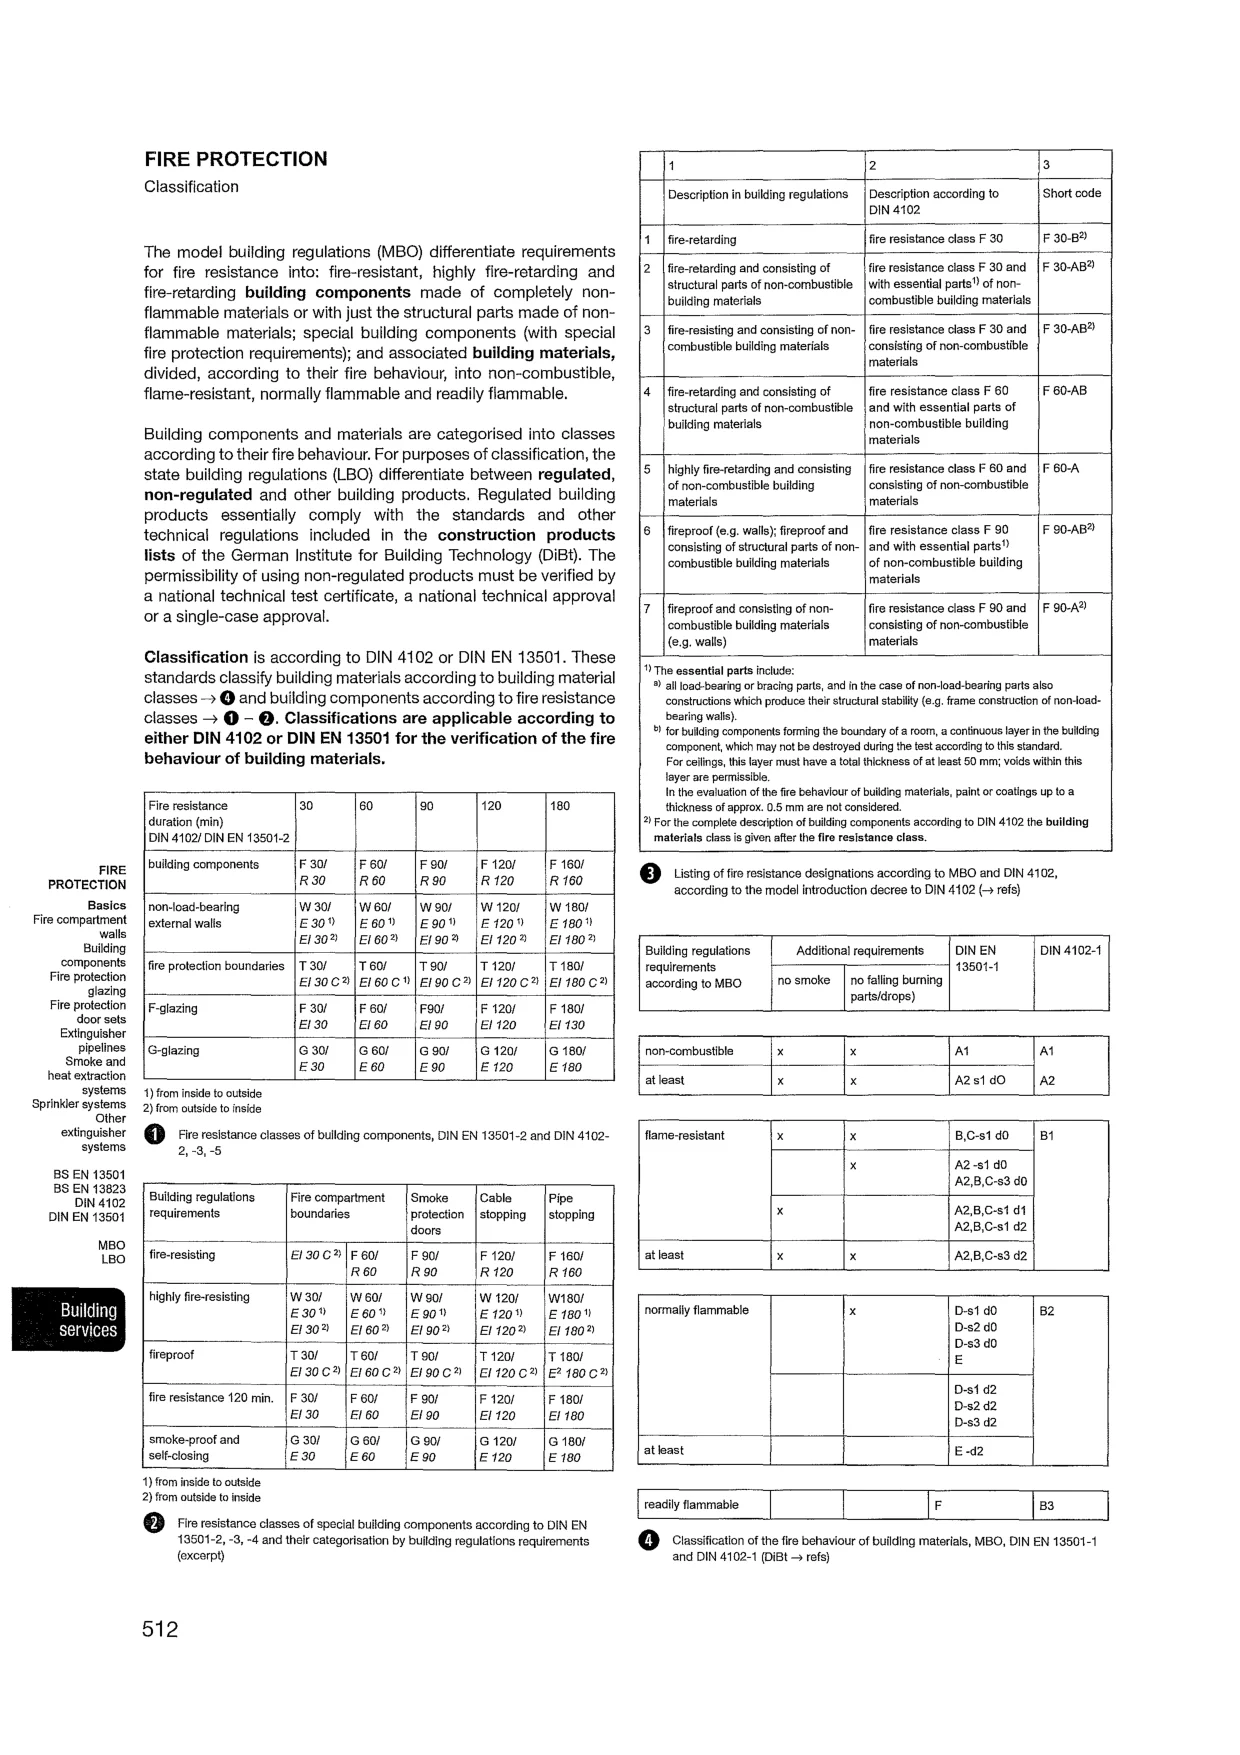 FIRE PROTECTION
Classification
The model building regulations (MBO) differentiate requirements
for fire resistance into: fire-resistant, highly fire-retarding and
fire-retarding building components made of completely non-
flammable materials or with just the structural parts made of non-
flammable materials; special building components (with special
fire protection requirements); and associated building materials,
divided, according to their fire behaviour, into non-combustible,
flame-resistant, normally flammable and readily flammable.
Building components and materials are categorised into classes
according to their fire behaviour. For purposes of classification, the
state building regulations (LBO) differentiate between regulated,
non-regulated and other building products. Regulated building
products essentially comply with the standards and other
technical regulations included in the construction products
lists of the German Institute for Building Technology (DiBt). The
permissibility of using non-regulated products must be verified by
a national technical test certificate, a national technical approval
or a single-case approval.
Classification is according to DIN 4102 or DIN EN 13501. These
standards classify building materials according to building material
classes → ❹ and building components according to fire resistance
classes → ❶ – ❷. Classifications are applicable according to
either DIN 4102 or DIN EN 13501 for the verification of the fire
behaviour of building materials.
Fire resistance 30 60 90 120 180
duration (min)
DIN 4102/ DIN EN 13501-2
building components F 30/ F 60/ F 90/ F 120/ F 160/
R 30 R 60 R 90 R 120 R 160
non-load-bearing W 30/ W 60/ W 90/ W 120/ W 180/
external walls E 30 1) E 60 1) E 90 1) E 120 1) E 180 1)
EI 30 2) EI 60 2) EI 90 2) EI 120 2) EI 180 2)
fire protection boundaries T 30/ T 60/ T 90/ T 120/ T 180/
EI 30 C 2) EI 60 C 1) EI 90 C 2) EI 120 C 2) EI 180 C 2)
F-glazing F 30/ F 60/ F90/ F 120/ F 180/
EI 30 EI 60 EI 90 EI 120 EI 130
G-glazing G 30/ G 60/ G 90/ G 120/ G 180/
E 30 E 60 E 90 E 120 E 180
1) from inside to outside
2) from outside to inside
❶ Fire resistance classes of building components, DIN EN 13501-2 and DIN 4102-
2, -3, -5
Building regulations Fire compartment Smoke Cable Pipe
requirements boundaries protection stopping stopping
doors
fire-resisting EI 30 C 2) F 60/ F 90/ F 120/ F 160/
R 60 R 90 R 120 R 160
highly fire-resisting W 30/ W 60/ W 90/ W 120/ W180/
E 30 1) E 60 1) E 90 1) E 120 1) E 180 1)
EI 30 2) EI 60 2) EI 90 2) EI 120 2) EI 180 2)
fireproof T 30/ T 60/ T 90/ T 120/ T 180/
EI 30 C 2) EI 60 C 2) EI 90 C 2) EI 120 C 2) E2 180 C 2)
fire resistance 120 min. F 30/ F 60/ F 90/ F 120/ F 180/
EI 30 EI 60 EI 90 EI 120 EI 180
smoke-proof and G 30/ G 60/ G 90/ G 120/ G 180/
self-closing E 30 E 60 E 90 E 120 E 180
1) from inside to outside
2) from outside to inside
❷ Fire resistance classes of special building components according to DIN EN
13501-2, -3, -4 and their categorisation by building regulations requirements
(excerpt)
512
FIRE
PROTECTION
Basics
Fire compartment
walls
Building
components
Fire protection
glazing
Fire protection
door sets
Extinguisher
pipelines
Smoke and
heat extraction
systems
Sprinkler systems
Other
extinguisher
systems
BS EN 13501
BS EN 13823
DIN 4102
DIN EN 13501
MBO
LBO
Building
services
1 2 3
Description in building regulations Description according to Short code
DIN 4102
1 fire-retarding fire resistance class F 30 F 30-B2)
2 fire-retarding and consisting of fire resistance class F 30 and F 30-AB2)
structural parts of non-combustible with essential parts1) of non-
building materials combustible building materials
3 fire-resisting and consisting of non- fire resistance class F 30 and F 30-AB2)
combustible building materials consisting of non-combustible
materials
4 fire-retarding and consisting of fire resistance class F 60 F 60-AB
structural parts of non-combustible and with essential parts of
building materials non-combustible building
materials
5 highly fire-retarding and consisting fire resistance class F 60 and F 60-A
of non-combustible building consisting of non-combustible
materials materials
6 fireproof (e.g. walls); fireproof and fire resistance class F 90 F 90-AB2)
consisting of structural parts of non- and with essential parts1)
combustible building materials of non-combustible building
materials
7 fireproof and consisting of non- fire resistance class F 90 and F 90-A2)
combustible building materials consisting of non-combustible
(e.g. walls) materials
1) The essential parts include:
a) all load-bearing or bracing parts, and in the case of non-load-bearing parts also
constructions which produce their structural stability (e.g. frame construction of non-load-
bearing walls).
b) for building components forming the boundary of a room, a continuous layer in the building
component, which may not be destroyed during the test according to this standard.
For ceilings, this layer must have a total thickness of at least 50 mm; voids within this
layer are permissible.
In the evaluation of the fire behaviour of building materials, paint or coatings up to a
thickness of approx. 0.5 mm are not considered.
2) For the complete description of building components according to DIN 4102 the building
materials class is given after the fire resistance class.
❸ Listing of fire resistance designations according to MBO and DIN 4102,
according to the model introduction decree to DIN 4102 (→ refs)
Building regulations Additional requirements DIN EN DIN 4102-1
requirements 13501-1
according to MBO no smoke no falling burning
parts/drops)
non-combustible x x A1 A1
at least x x A2 s1 dO A2
flame-resistant x x B,C-s1 d0 B1
x A2 -s1 d0
A2,B,C-s3 d0
x A2,B,C-s1 d1
A2,B,C-s1 d2
at least x x A2,B,C-s3 d2
normally flammable x D-s1 d0 B2
D-s2 d0
D-s3 d0
E
D-s1 d2
D-s2 d2
D-s3 d2
at least E -d2
readily flammable F B3
❹ Classification of the fire behaviour of building materials, MBO, DIN EN 13501-1
and DIN 4102-1 (DiBt → refs)